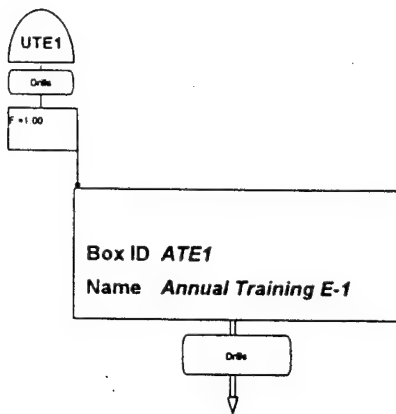 UTE1
Drills
F =1.00
Box ID ATE1
Name Annual Training E-1
Drills